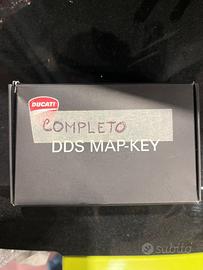 DUCATI
COMPLETO
DDS MAP-KEY
subito